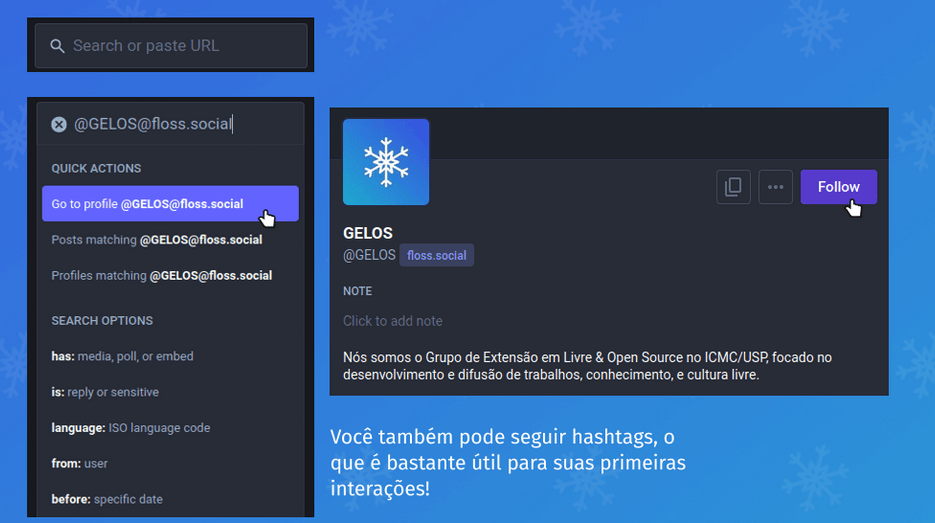 Search or paste URL
@GELOS@floss.social
QUICK ACTIONS
Go to profile @GELOS@floss.social
Posts matching @GELOS@floss.social
Profiles matching @GELOS@floss.social
SEARCH OPTIONS
has: media, poll, or embed
is: reply or sensitive
language: ISO language code
from: user
before: specific date
Follow
GELOS
@GELOS floss.social
NOTE
Click to add note
Nós somos o Grupo de Extensão em Livre & Open Source no ICMC/USP, focado no
desenvolvimento e difusão de trabalhos, conhecimento, e cultura livre.
Você também pode seguir hashtags, o
que é bastante útil para suas primeiras
interações!